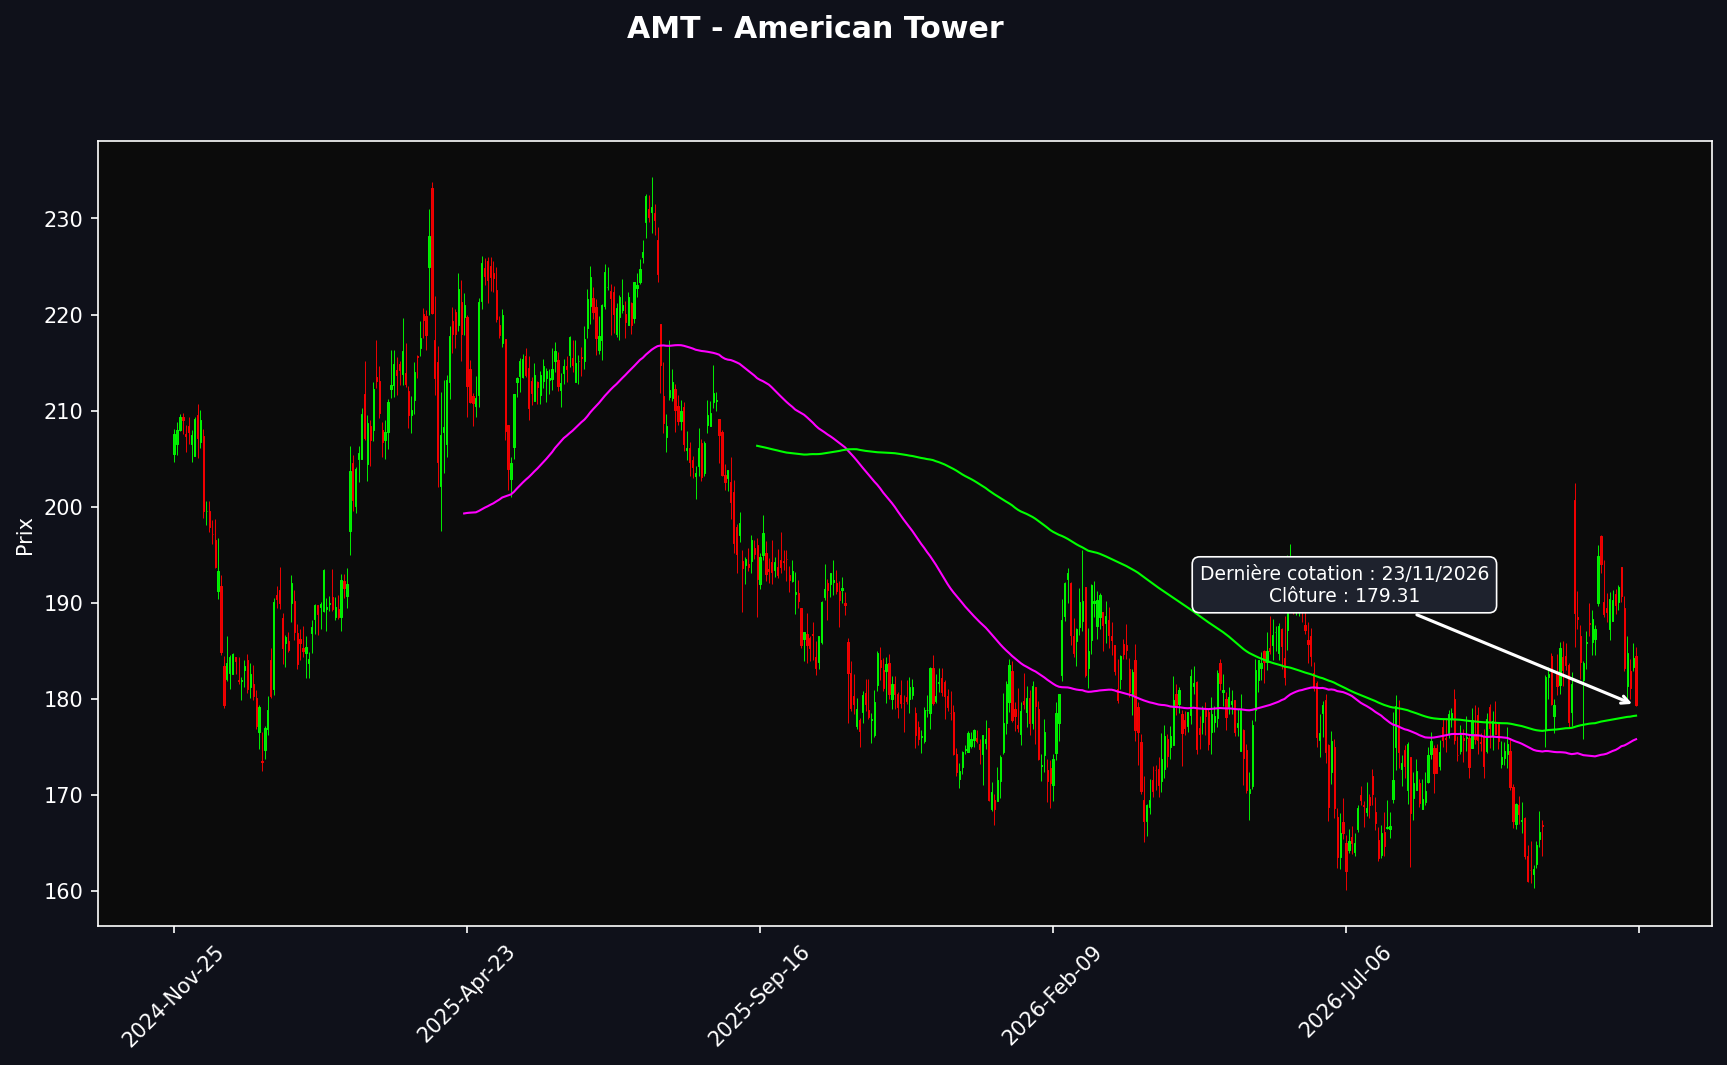 AMT - American Tower
Prix
230
220
210
200
190
180
170
160
Dernière cotation : 23/11/2026
Clôture : 179.31
2024-Nov-25
2025-Apr-23
2025-Sep-16
2026-Feb-09
2026-Jul-06